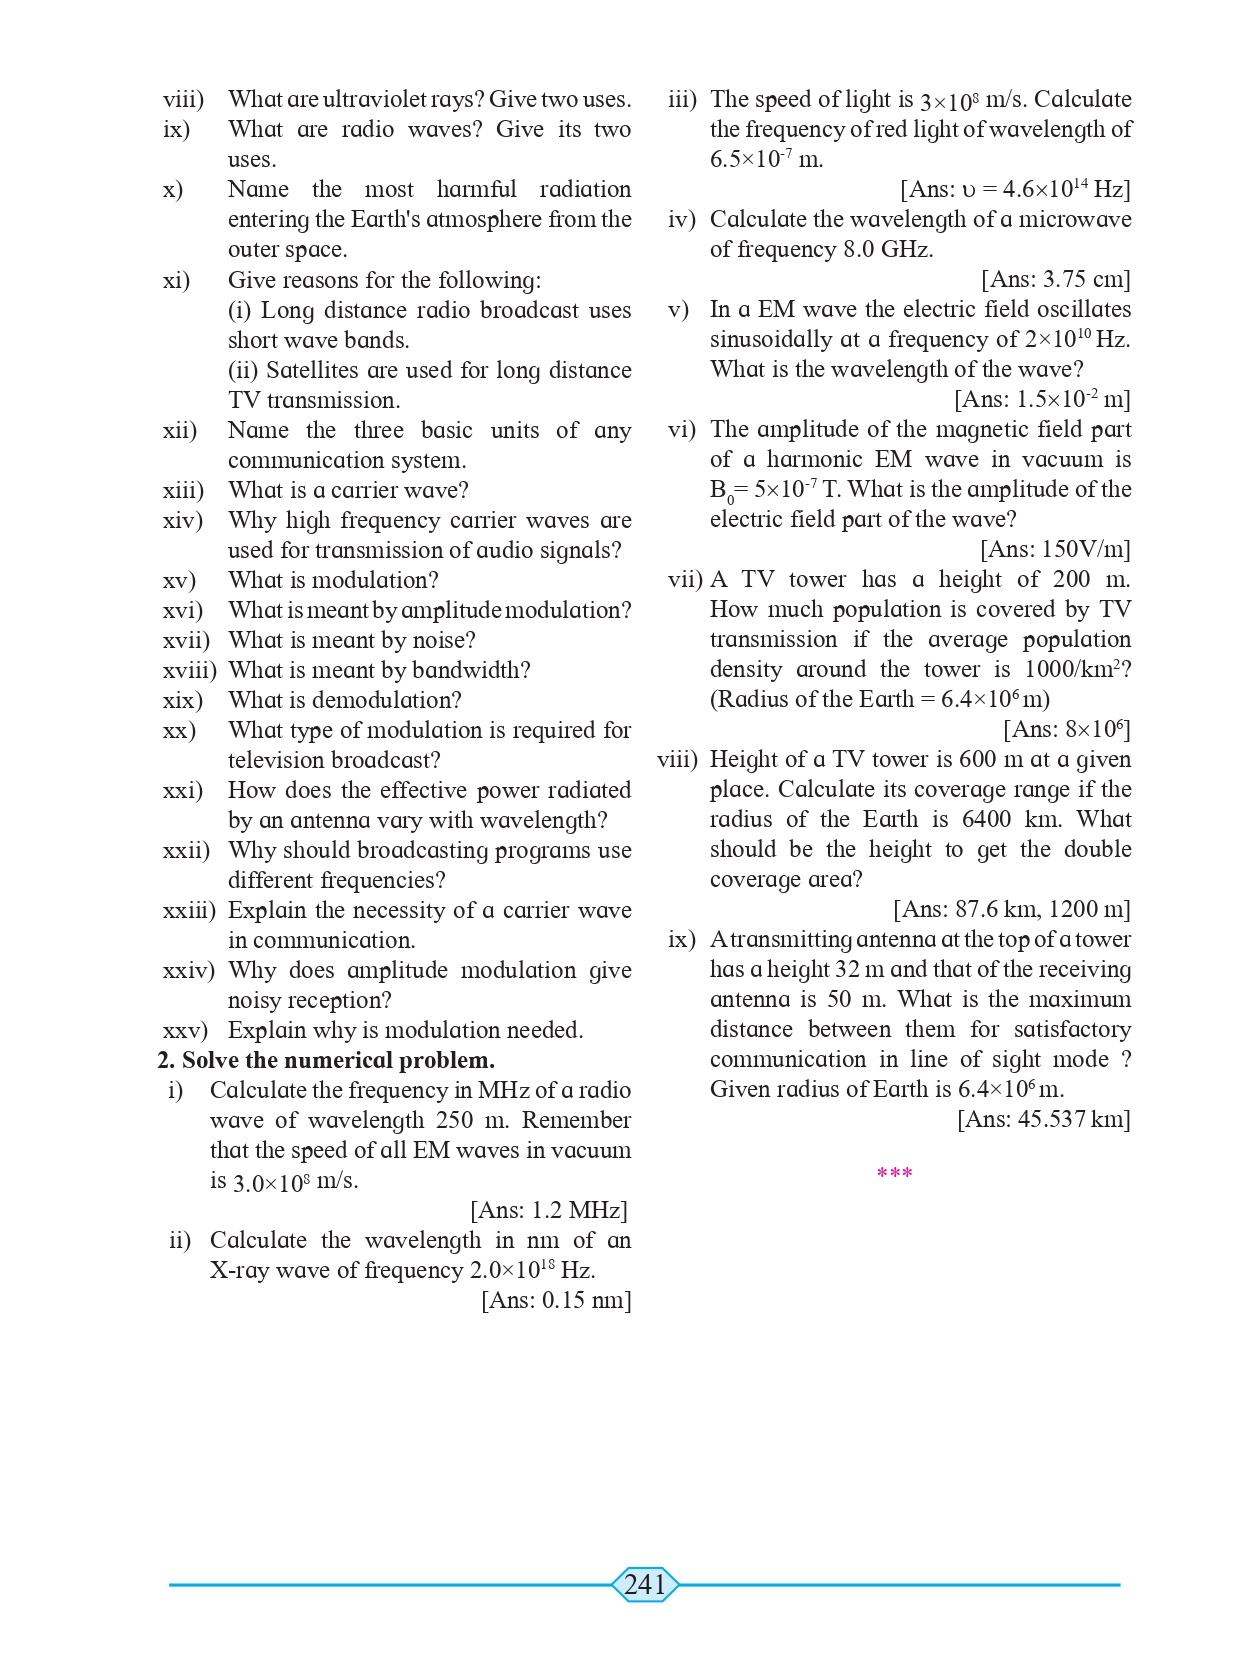 viii) What are ultraviolet rays? Give two uses.
ix) What are radio waves? Give its two
uses.
x) Name the most harmful radiation
entering the Earth's atmosphere from the
outer space.
xi) Give reasons for the following:
(i) Long distance radio broadcast uses
short wave bands.
(ii) Satellites are used for long distance
TV transmission.
xii) Name the three basic units of any
communication system.
xiii) What is a carrier wave?
xiv) Why high frequency carrier waves are
used for transmission of audio signals?
xv) What is modulation?
xvi) What is meant by amplitude modulation?
xvii) What is meant by noise?
xviii) What is meant by bandwidth?
xix) What is demodulation?
xx) What type of modulation is required for
television broadcast?
xxi) How does the effective power radiated
by an antenna vary with wavelength?
xxii) Why should broadcasting programs use
different frequencies?
xxiii) Explain the necessity of a carrier wave
in communication.
xxiv) Why does amplitude modulation give
noisy reception?
xxv) Explain why is modulation needed.
2. Solve the numerical problem.
i) Calculate the frequency in MHz of a radio
wave of wavelength 250 m. Remember
that the speed of all EM waves in vacuum
is 3.0×10⁸ m/s.
[Ans: 1.2 MHz]
ii) Calculate the wavelength in nm of an
X-ray wave of frequency 2.0×10¹⁸ Hz.
[Ans: 0.15 nm]
iii) The speed of light is 3×10⁸ m/s. Calculate
the frequency of red light of wavelength of
6.5×10⁻⁷ m.
[Ans: υ = 4.6×10¹⁴ Hz]
iv) Calculate the wavelength of a microwave
of frequency 8.0 GHz.
[Ans: 3.75 cm]
v) In a EM wave the electric field oscillates
sinusoidally at a frequency of 2×10¹⁰ Hz.
What is the wavelength of the wave?
[Ans: 1.5×10⁻² m]
vi) The amplitude of the magnetic field part
of a harmonic EM wave in vacuum is
B₀= 5×10⁻⁷ T. What is the amplitude of the
electric field part of the wave?
[Ans: 150V/m]
vii) A TV tower has a height of 200 m.
How much population is covered by TV
transmission if the average population
density around the tower is 1000/km²?
(Radius of the Earth = 6.4×10⁶ m)
[Ans: 8×10⁶]
viii) Height of a TV tower is 600 m at a given
place. Calculate its coverage range if the
radius of the Earth is 6400 km. What
should be the height to get the double
coverage area?
[Ans: 87.6 km, 1200 m]
ix) A transmitting antenna at the top of a tower
has a height 32 m and that of the receiving
antenna is 50 m. What is the maximum
distance between them for satisfactory
communication in line of sight mode ?
Given radius of Earth is 6.4×10⁶ m.
[Ans: 45.537 km]
***
241